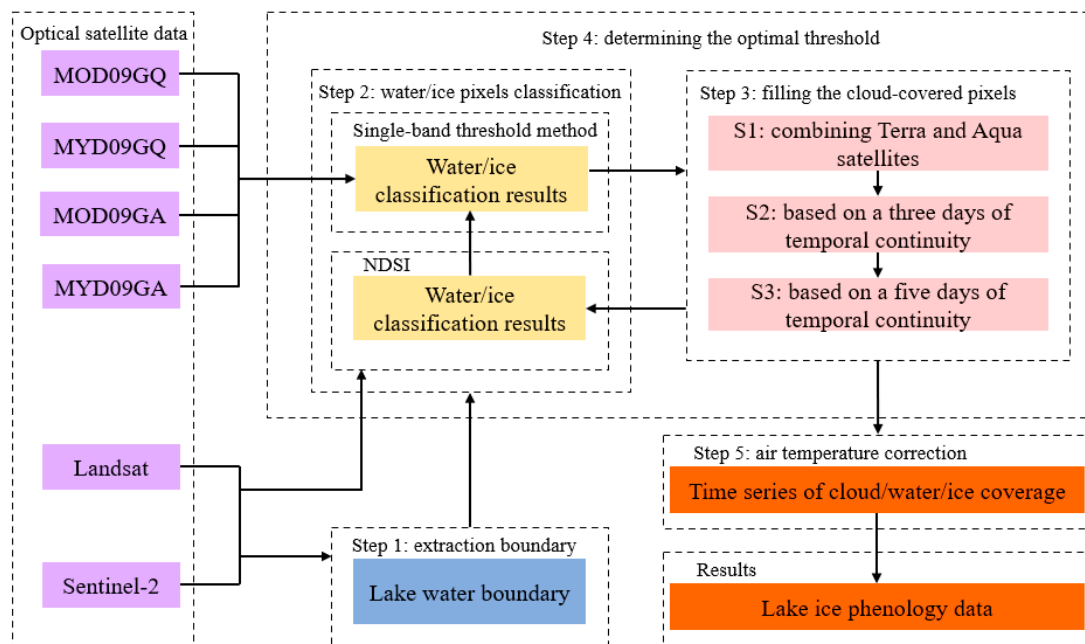 Optical satellite data
MOD09GQ
MYD09GQ
MOD09GA
MYD09GA
Landsat
Sentinel-2
Step 4: determining the optimal threshold
Step 2: water/ice pixels classification
Single-band threshold method
Water/ice
classification results
NDSI
Water/ice
classification results
Step 3: filling the cloud-covered pixels
S1: combining Terra and Aqua
satellites
S2: based on a three days of
temporal continuity
S3: based on a five days of
temporal continuity
Step 1: extraction boundary
Lake water boundary
Step 5: air temperature correction
Time series of cloud/water/ice coverage
Results
Lake ice phenology data